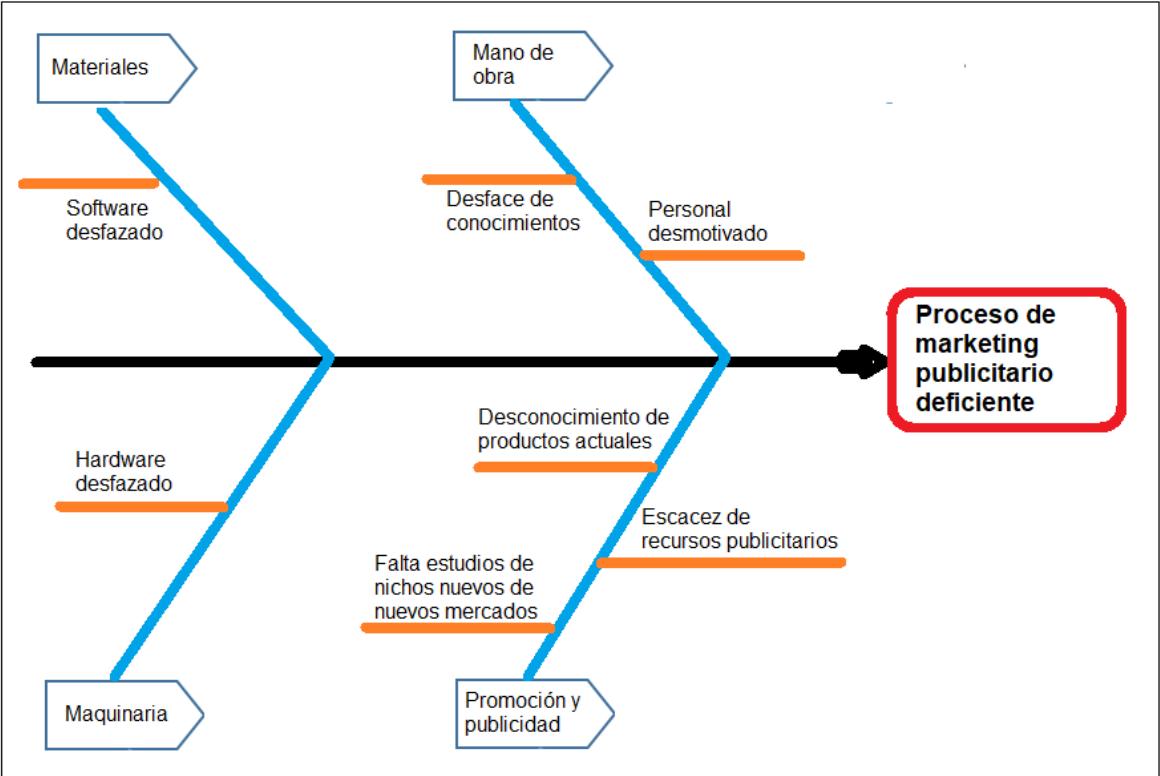 Materiales
Mano de
obra
Software
desfazado
Desface de
conocimientos
Personal
desmotivado
Proceso de
marketing
publicitario
deficiente
Desconocimiento de
productos actuales
Hardware
desfazado
Escacez de
recursos publicitarios
Falta estudios de
nichos nuevos de
nuevos mercados
Maquinaria
Promoción y
publicidad